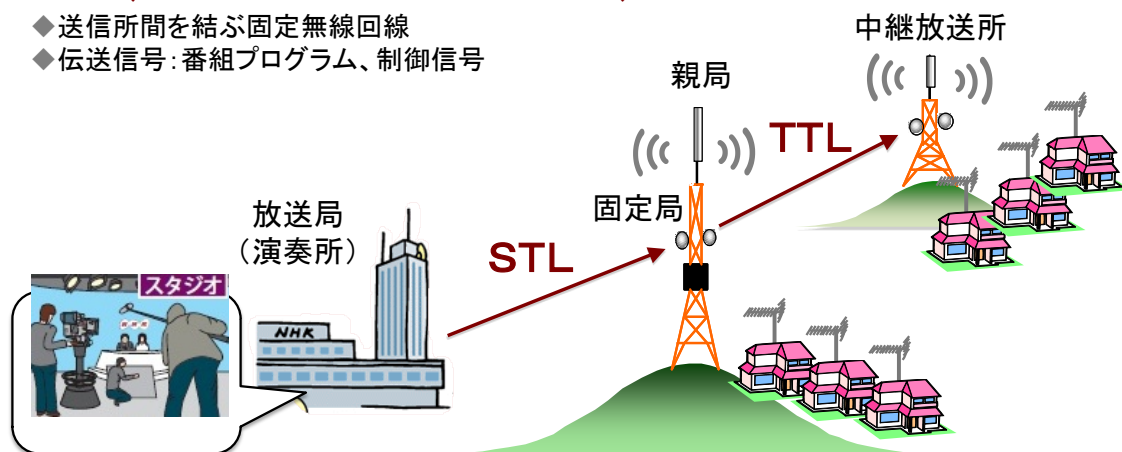 ◆送信所間を結ぶ固定無線回線
◆伝送信号：番組プログラム、制御信号
中継放送所
親局
TTL
固定局
放送局
（演奏所）
STL
スタジオ
NHK